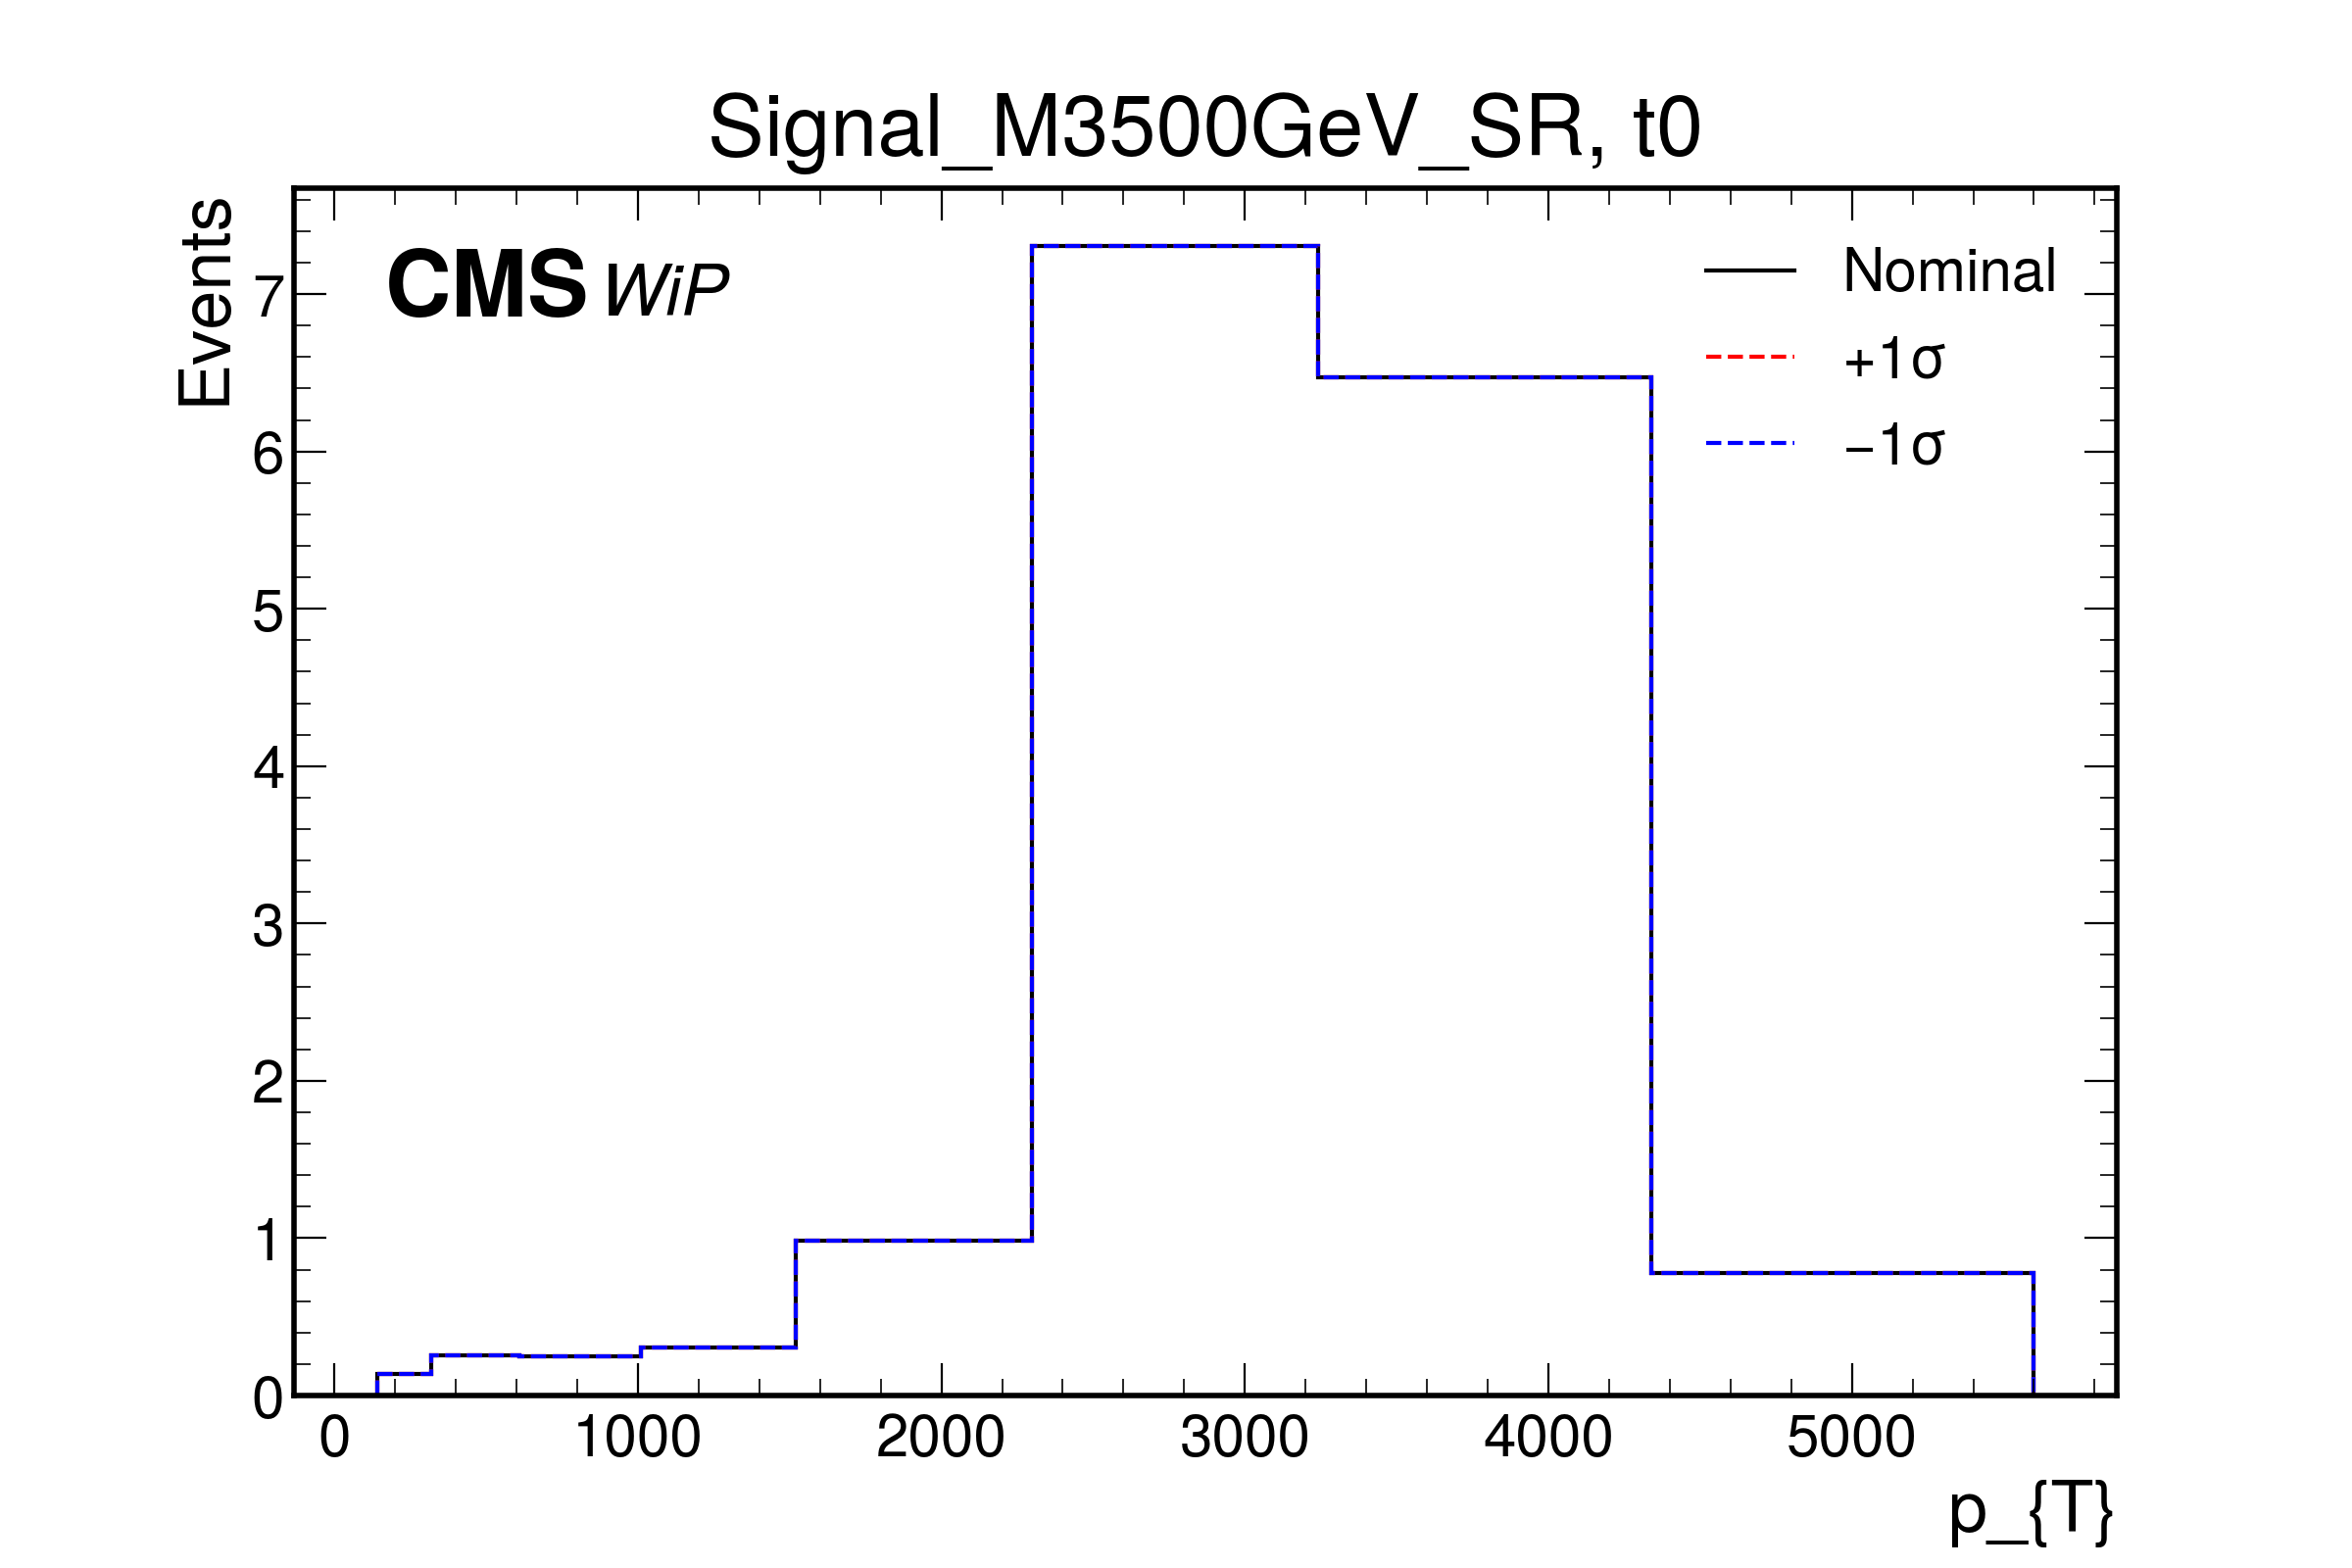 Signal_M3500GeV_SR, t0
Events
CMS WiP
Nominal
+1σ
−1σ
7
6
5
4
3
2
1
0
0 1000 2000 3000 4000 5000
p_{T}